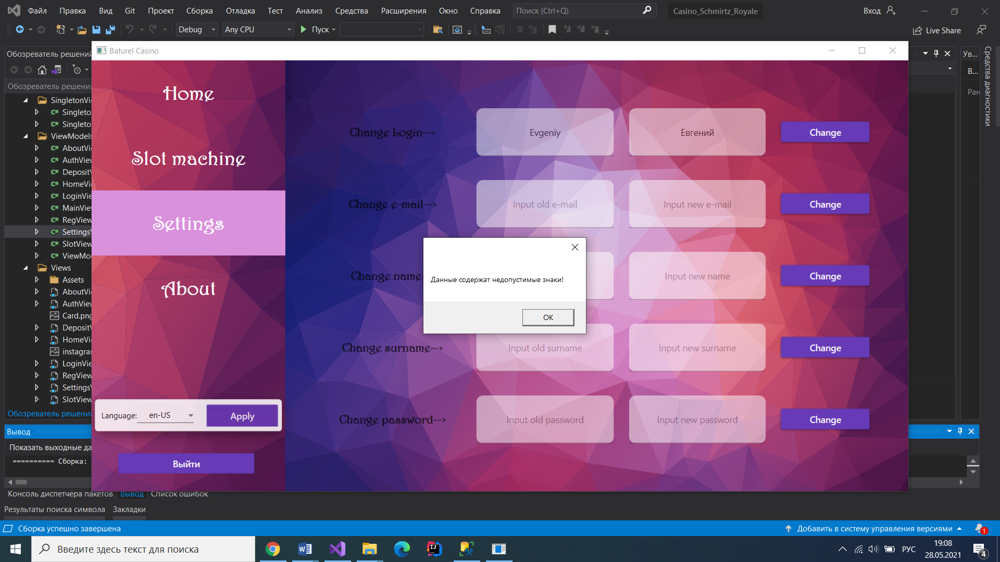 Файл Правка Вид Git Проект Сборка Отладка Тест Анализ Средства Расширения Окно Справка Поиск (Ctrl+Q) Casino_Schmirtz_Royale Вход
Debug Any CPU Пуск Live Share
Обозреватель решений
Обозреватель решений
SingletonVi
Singleto
Singleto
ViewModels
AboutVi
AuthView
DepositV
HomeVi
LoginVie
MainVie
RegView
Settings
SlotView
ViewMod
Views
Assets
AboutVi
AuthView
Card.png
DepositV
HomeVi
instagra
LoginVie
RegView
Settings
SlotView
Обозреватель решени
Вывод
Показать выходные да
========== Сборка:
Консоль диспетчера пакетов Вывод Список ошибок
Результаты поиска символа Закладки
Сборка успешно завершена
Добавить в систему управления версиями
1
Baturel Casino
Home
Slot machine
Settings
About
Language: en-US Apply
Выйти
Change Login--> Evgeniy Евгений Change
Change e-mail--> Input old e-mail Input new e-mail Change
Change name- Input new name Change
Change surname--> Input old surname Input new surname Change
Change password--> Input old password Input new password Change
Данные содержат недопустимые знаки!
OK
Ув...
В...
Ран
Средства диагностики
Введите здесь текст для поиска
РУС
19:08
28.05.2021
4